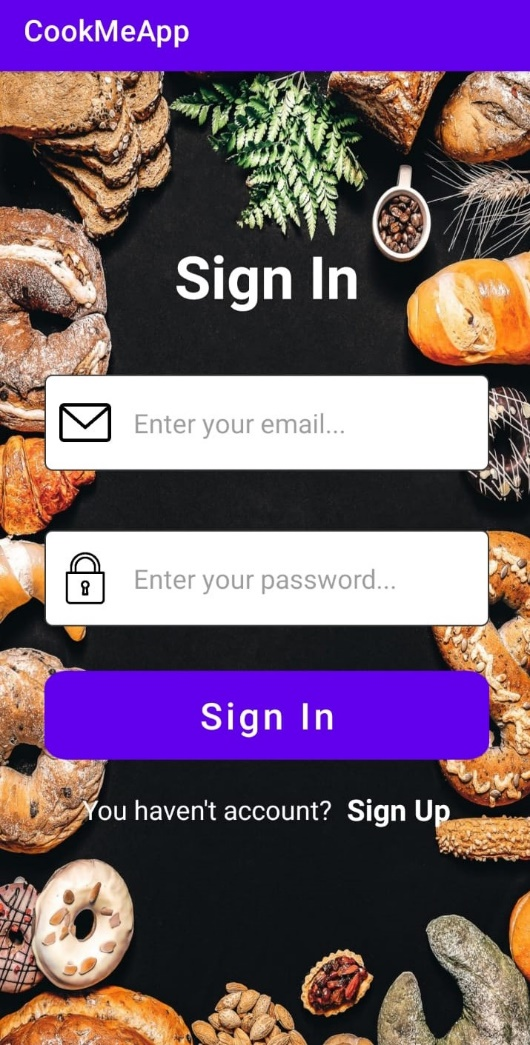 CookMeApp
Sign In
Enter your email...
Enter your password...
Sign In
You haven't account? Sign Up